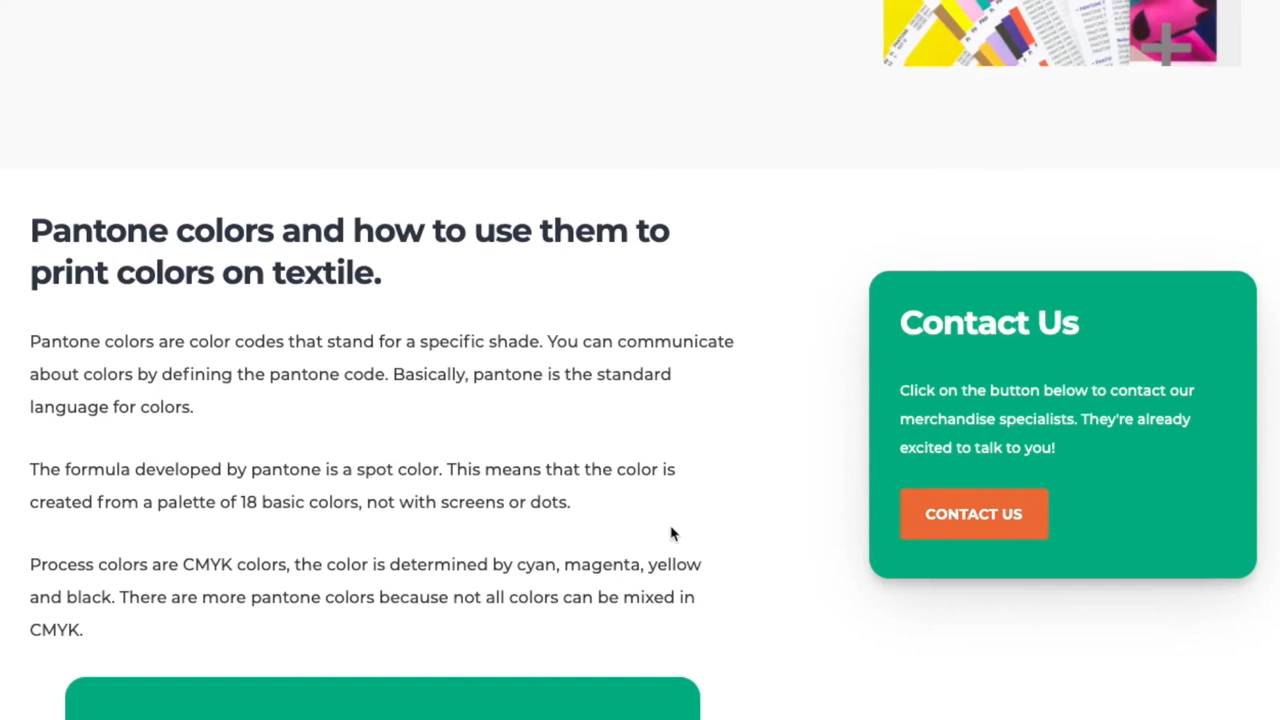 Pantone colors and how to use them to
print colors on textile.
Pantone colors are color codes that stand for a specific shade. You can communicate
about colors by defining the pantone code. Basically, pantone is the standard
language for colors.
The formula developed by pantone is a spot color. This means that the color is
created from a palette of 18 basic colors, not with screens or dots.
Process colors are CMYK colors, the color is determined by cyan, magenta, yellow
and black. There are more pantone colors because not all colors can be mixed in
CMYK.
Contact Us
Click on the button below to contact our
merchandise specialists. They're already
excited to talk to you!
CONTACT US